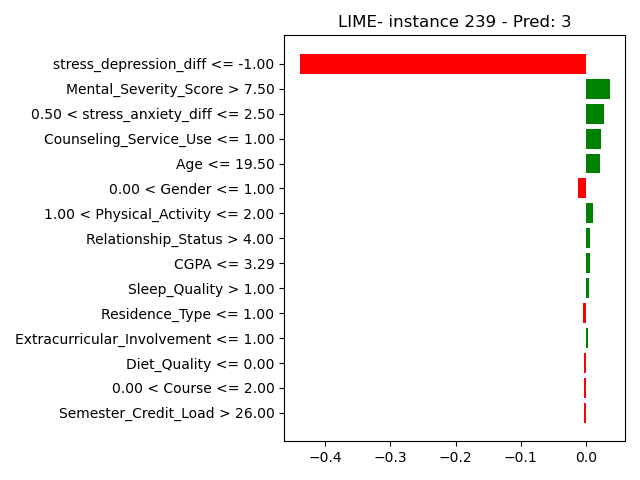 LIME- instance 239 - Pred: 3
stress_depression_diff <= -1.00
Mental_Severity_Score > 7.50
0.50 < stress_anxiety_diff <= 2.50
Counseling_Service_Use <= 1.00
Age <= 19.50
0.00 < Gender <= 1.00
1.00 < Physical_Activity <= 2.00
Relationship_Status > 4.00
CGPA <= 3.29
Sleep_Quality > 1.00
Residence_Type <= 1.00
Extracurricular_Involvement <= 1.00
Diet_Quality <= 0.00
0.00 < Course <= 2.00
Semester_Credit_Load > 26.00
−0.4 −0.3 −0.2 −0.1 0.0